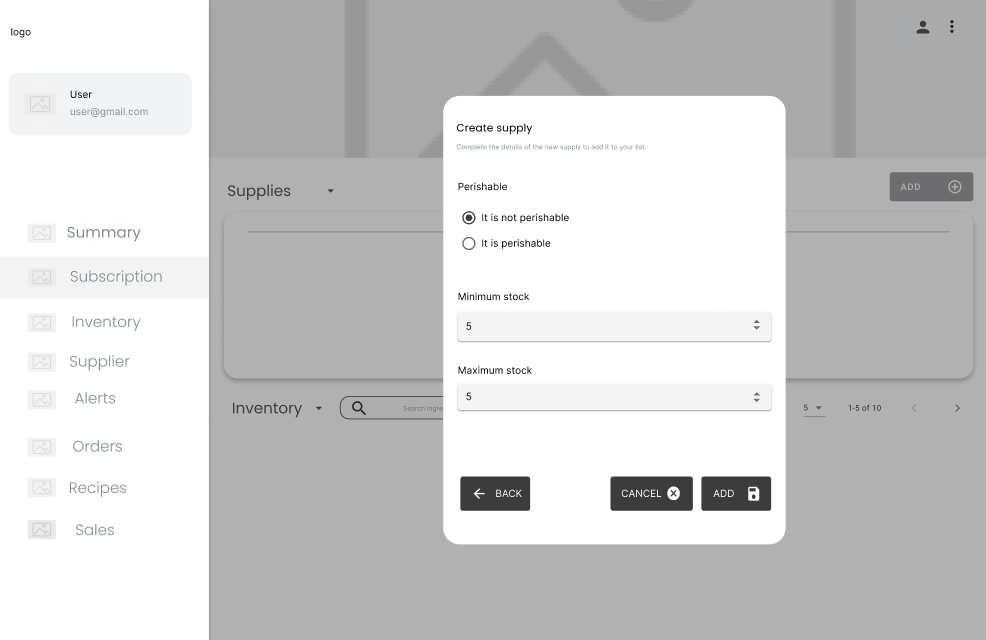 logo
User
user@gmail.com
Summary
Subscription
Inventory
Supplier
Alerts
Orders
Recipes
Sales
Supplies
ADD
Inventory
Search ingre
5
1-5 of 10
Create supply
Complete the details of the new supply to add it to your list.
Perishable
It is not perishable
It is perishable
Minimum stock
5
Maximum stock
5
BACK
CANCEL
ADD